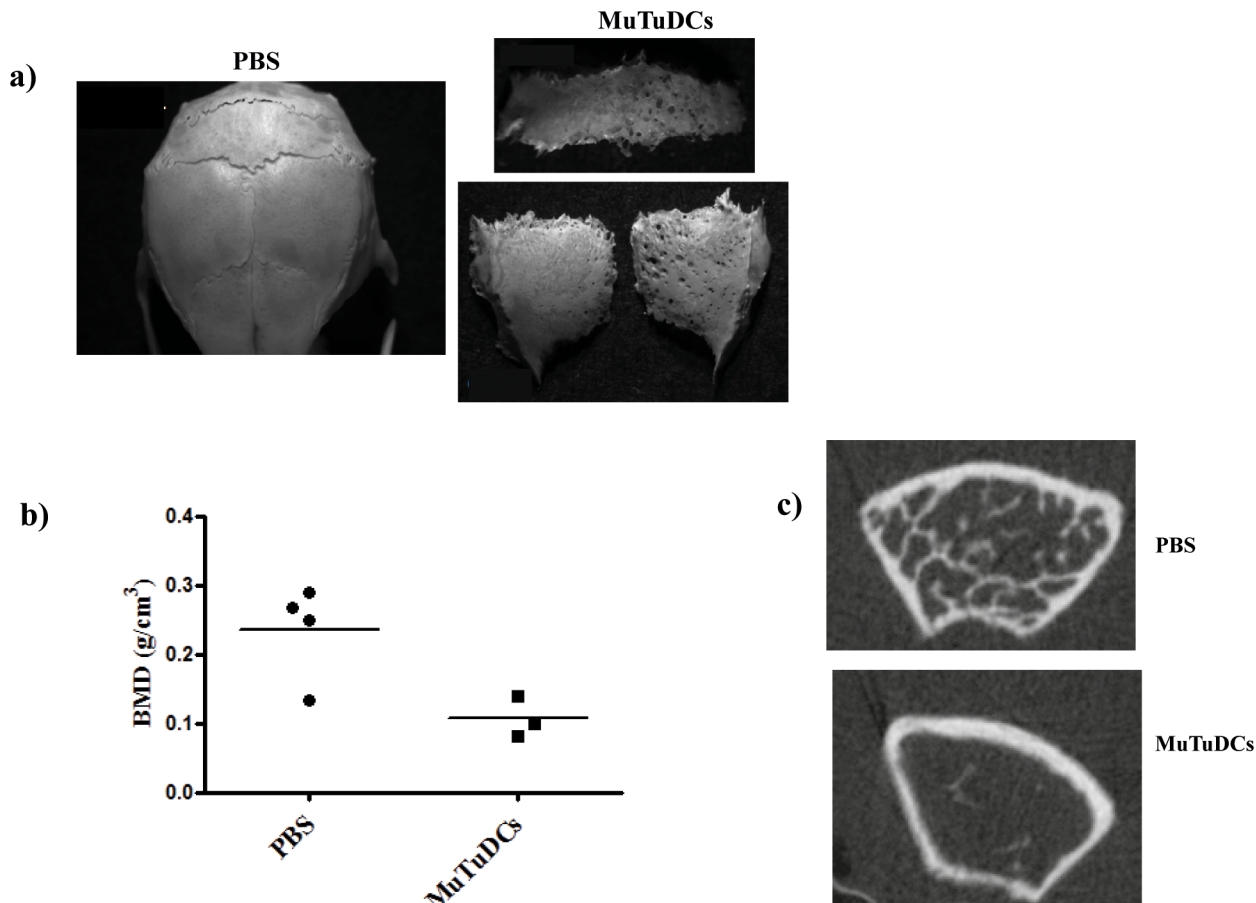 MuTuDCs
PBS
a)
b)
0.4
0.3
0.2
0.1
0.0
BMD (g/cm³)
PBS
MuTuDCs
c)
PBS
MuTuDCs